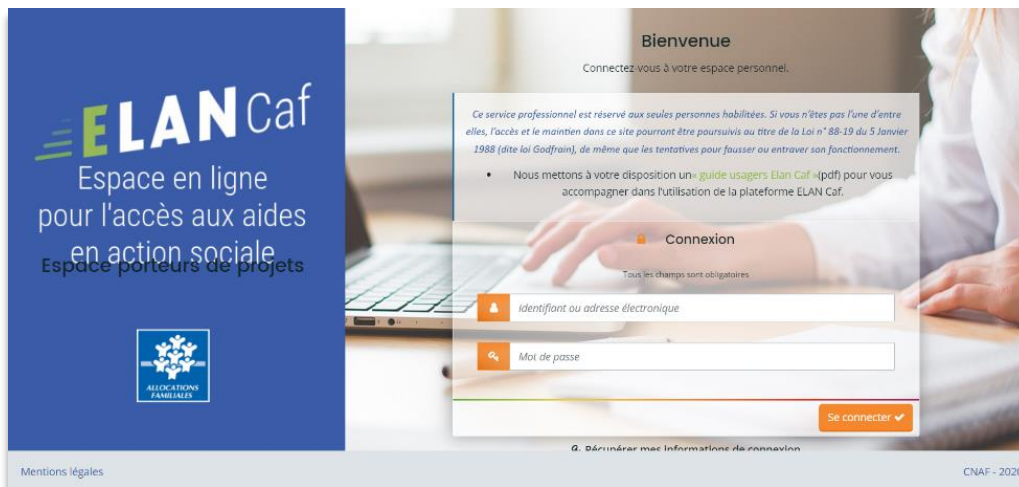 ELAN Caf
Espace en ligne
pour l'accès aux aides
en action sociale
Espace porteurs de projets
ALLOCATIONS
FAMILIALES
Bienvenue
Connectez-vous à votre espace personnel.
Ce service professionnel est réservé aux seules personnes habilitées. Si vous n'êtes pas l'une d'entre
elles, l'accès et le maintien dans ce site pourront être poursuivis au titre de la Loi n° 88-19 du 5 Janvier
1988 (dite loi Godfrain), de même que les tentatives pour fausser ou entraver son fonctionnement.
• Nous mettons à votre disposition un« guide usagers Elan Caf »(pdf) pour vous
accompagner dans l'utilisation de la plateforme ELAN Caf.
Connexion
Tous les champs sont obligatoires
Identifiant ou adresse électronique
Mot de passe
Se connecter
Récupérer mes informations de connexion
Mentions légales
CNAF - 2020